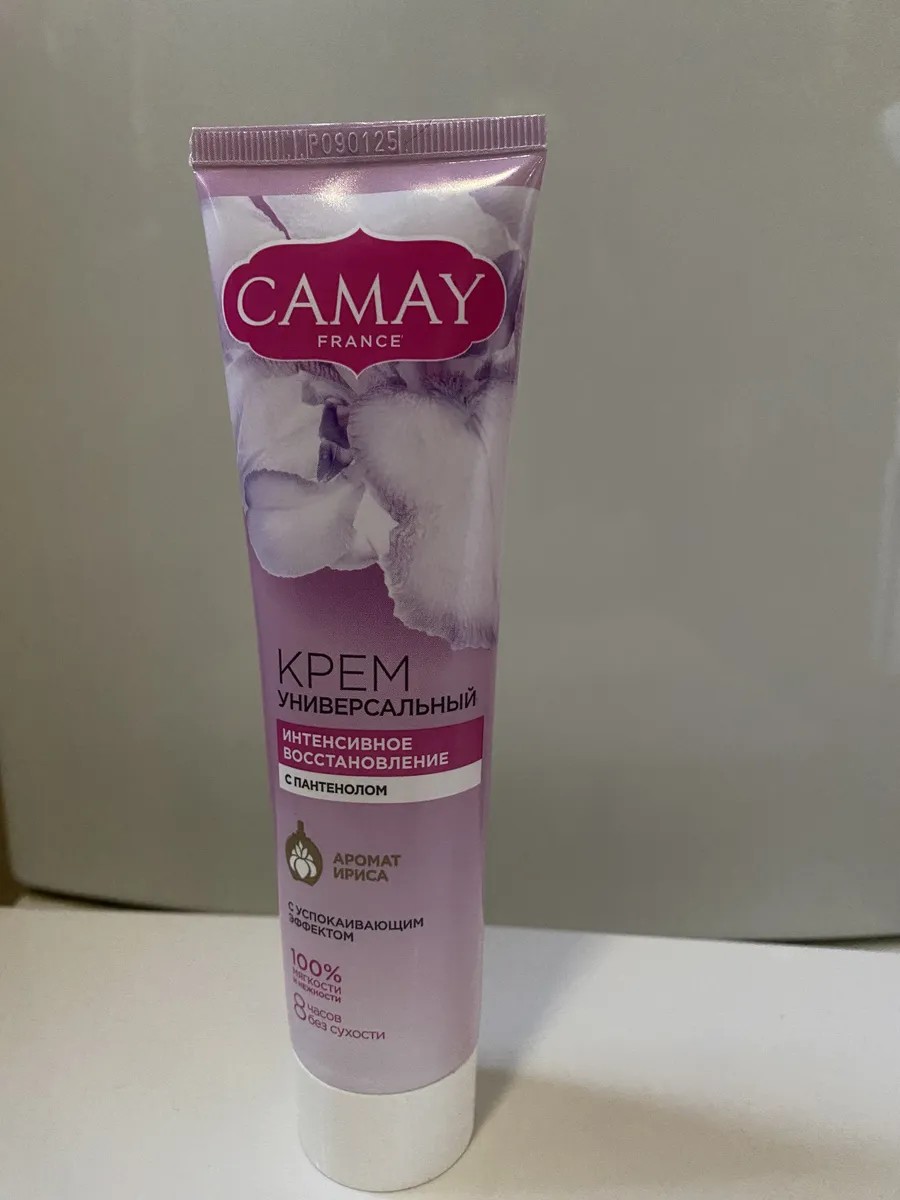 P090125
CAMAY
FRANCE
КРЕМ
УНИВЕРСАЛЬНЫЙ
ИНТЕНСИВНОЕ
ВОССТАНОВЛЕНИЕ
С ПАНТЕНОЛОМ
АРОМАТ
ИРИСА
С УСПОКАИВАЮЩИМ
ЭФФЕКТОМ
100%
МЯГКОСТИ
И НЕЖНОСТИ
8 часов
без сухости